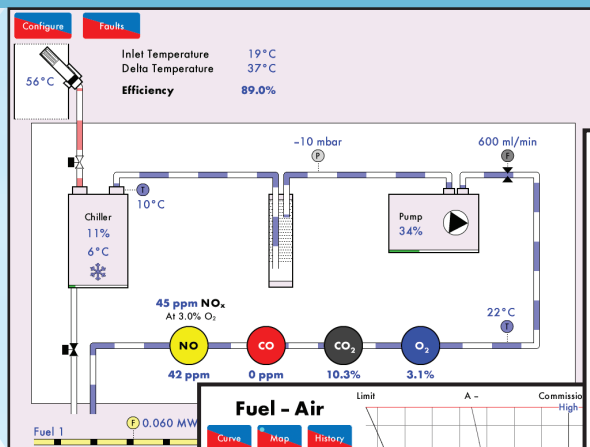 Configure
Faults
Inlet Temperature 19°C
Delta Temperature 37°C
Efficiency 89.0%
56°C
-10 mbar
600 ml/min
P
F
T
10°C
Chiller
11%
6°C
Pump
34%
45 ppm NOx
At 3.0% O2
22°C
T
NO
CO
CO2
O2
42 ppm
0 ppm
10.3%
3.1%
Fuel 1
F
0.060 MW
Fuel - Air
Limit
A -
Commissio
High
Curve
Map
History